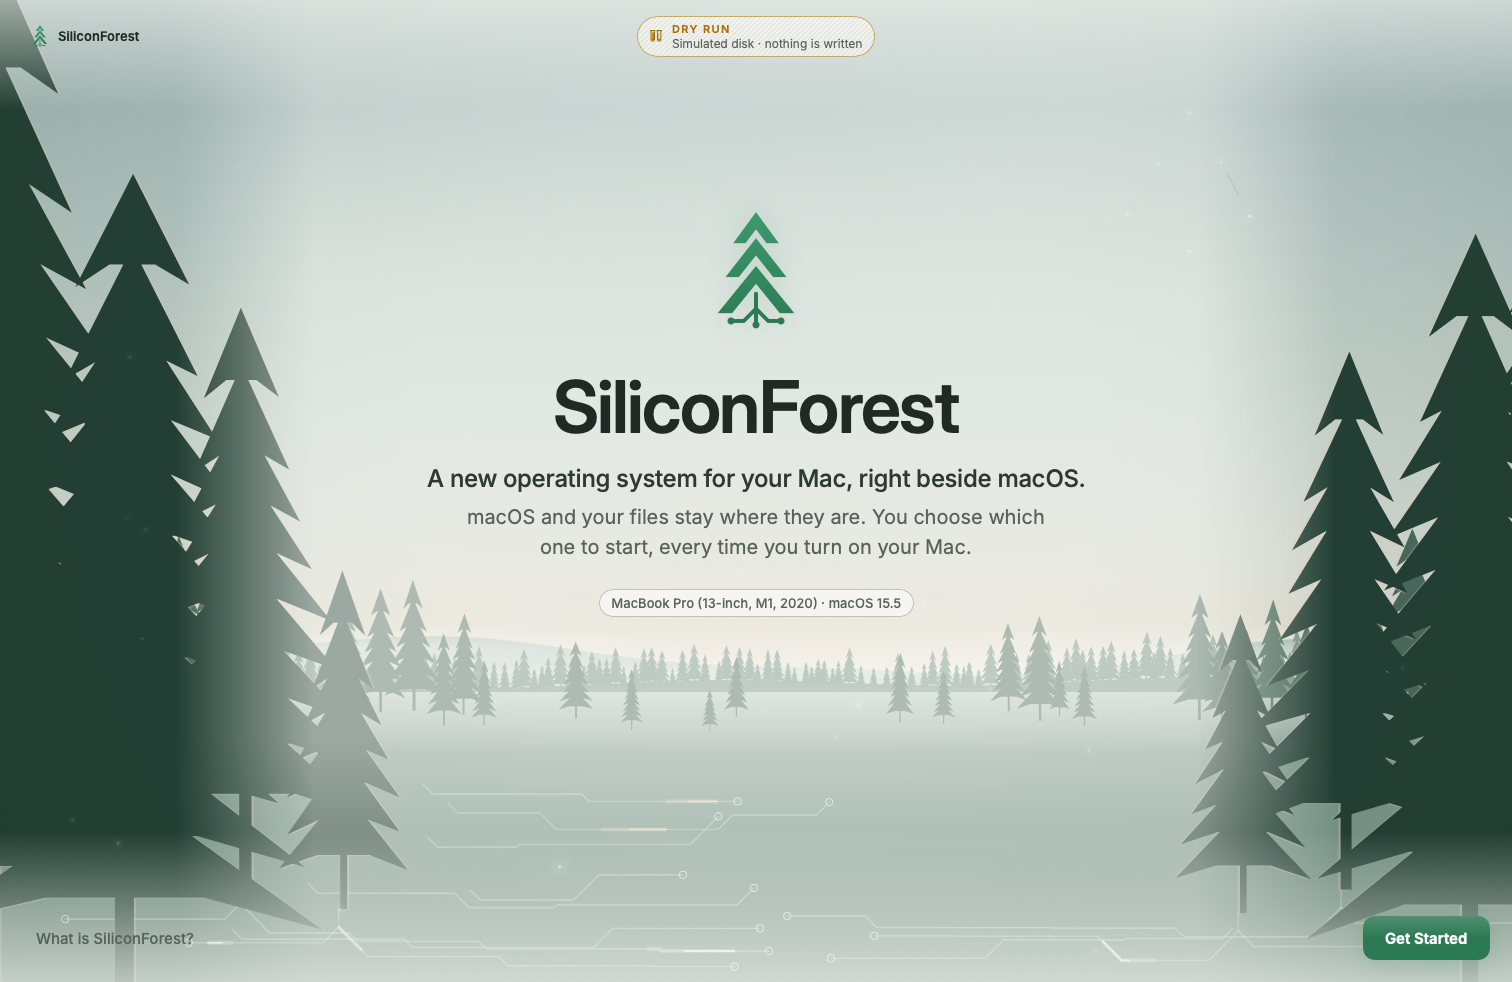 SiliconForest
DRY RUN
Simulated disk · nothing is written
SiliconForest
A new operating system for your Mac, right beside macOS.
macOS and your files stay where they are. You choose which
one to start, every time you turn on your Mac.
MacBook Pro (13-inch, M1, 2020) · macOS 15.5
What is SiliconForest?
Get Started